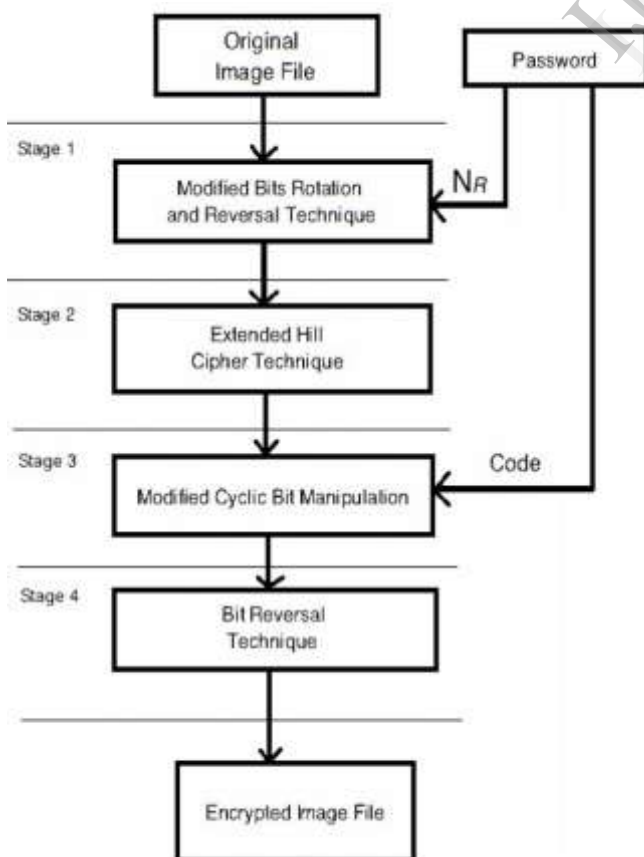 Original
Image File
Password
Stage 1
Modified Bits Rotation
and Reversal Technique
NR
Stage 2
Extended Hill
Cipher Technique
Stage 3
Code
Modified Cyclic Bit Manipulation
Stage 4
Bit Reversal
Technique
Encrypted Image File